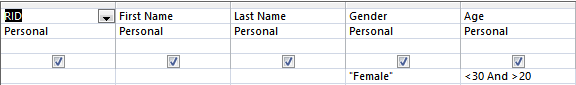 RID First Name Last Name Gender Age
Personal Personal Personal Personal Personal
"Female" <30 And >20